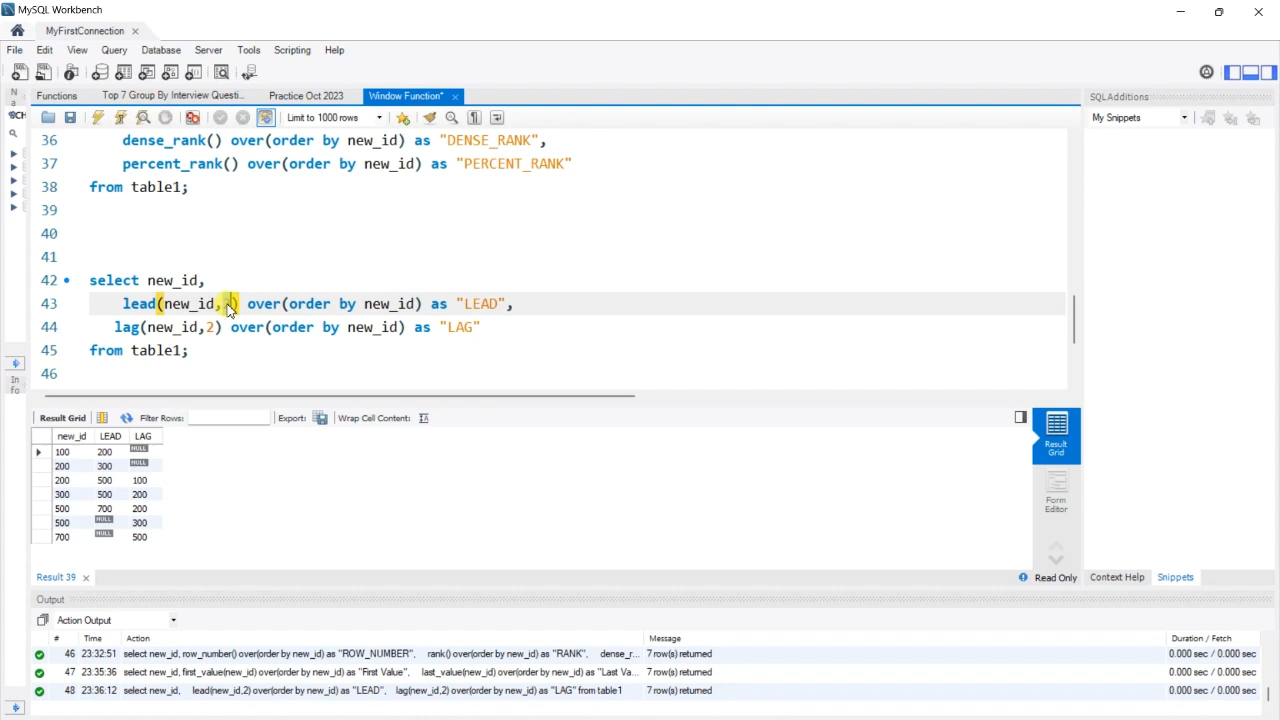 MySQL Workbench
MyFirstConnection
File Edit View Query Database Server Tools Scripting Help
Functions Top 7 Group By Interview Questi... Practice Oct 2023 Window Function* SQLAdditions
Limit to 1000 rows My Snippets
36 dense_rank() over(order by new_id) as "DENSE_RANK",
37 percent_rank() over(order by new_id) as "PERCENT_RANK"
38 from table1;
39
40
41
42 select new_id,
43 lead(new_id,) over(order by new_id) as "LEAD",
44 lag(new_id,2) over(order by new_id) as "LAG"
45 from table1;
46
Result Grid Filter Rows: Export: Wrap Cell Content:
new_id LEAD LAG
100 200 NULL
200 300 NULL
200 500 100
300 500 200
500 700 200
500 NULL 300
700 NULL 500
Result Grid
Form Editor
Result 39 Read Only Context Help Snippets
Output
Action Output
# Time Action Message Duration / Fetch
46 23:32:51 select new_id, row_number() over(order by new_id) as "ROW_NUMBER", rank() over(order by new_id) as "RANK", dense_r... 7 row(s) returned 0.000 sec / 0.000 sec
47 23:35:36 select new_id, first_value(new_id) over(order by new_id) as "First Value", last_value(new_id) over(order by new_id) as "Last Va... 7 row(s) returned 0.000 sec / 0.000 sec
48 23:36:12 select new_id, lead(new_id,2) over(order by new_id) as "LEAD", lag(new_id,2) over(order by new_id) as "LAG" from table1 7 row(s) returned 0.000 sec / 0.000 sec